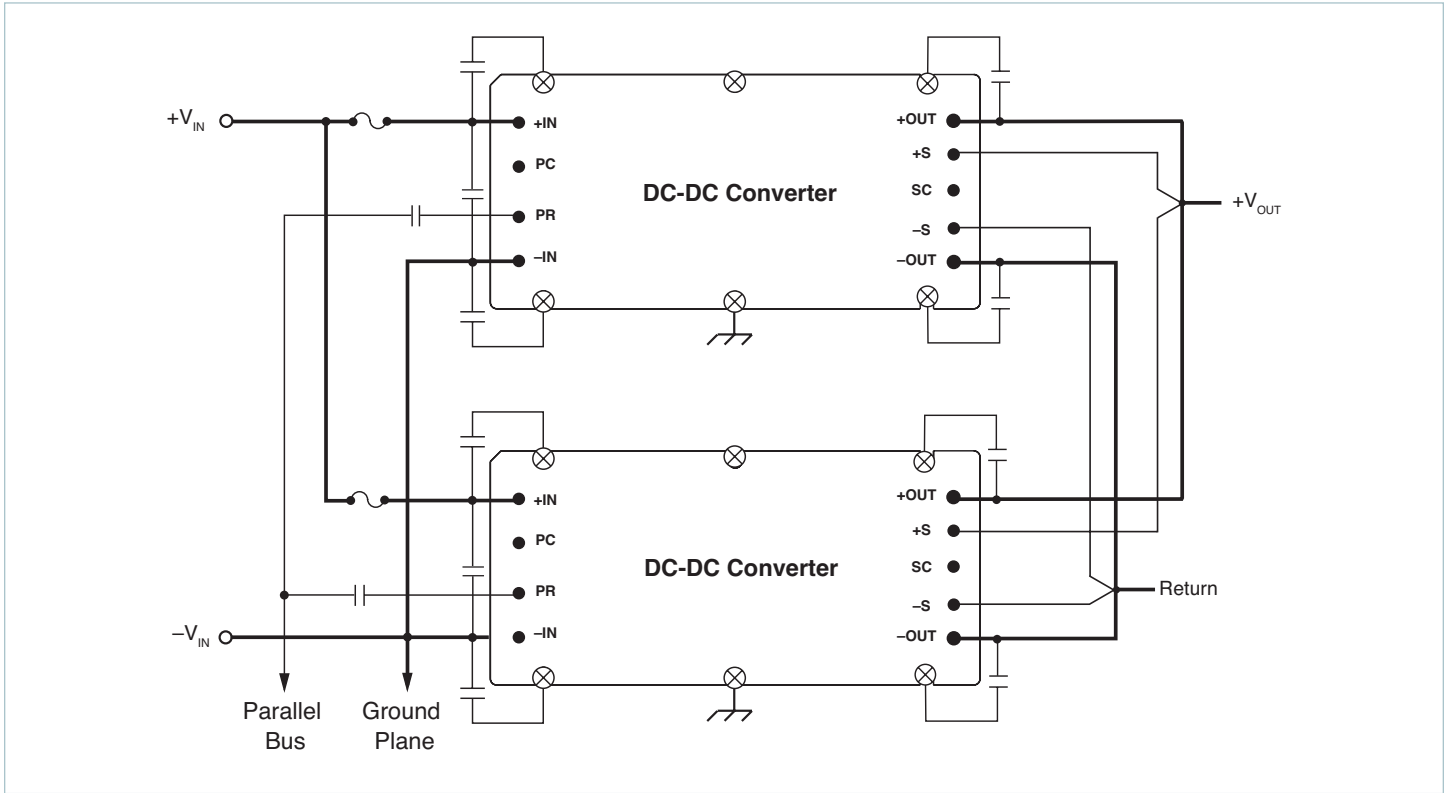 +VIN
+IN
PC
PR
–IN
DC-DC Converter
+OUT
+S
SC
–S
–OUT
+VOUT
+IN
PC
PR
–IN
DC-DC Converter
+OUT
+S
SC
–S
–OUT
Return
–VIN
Parallel
Bus
Ground
Plane